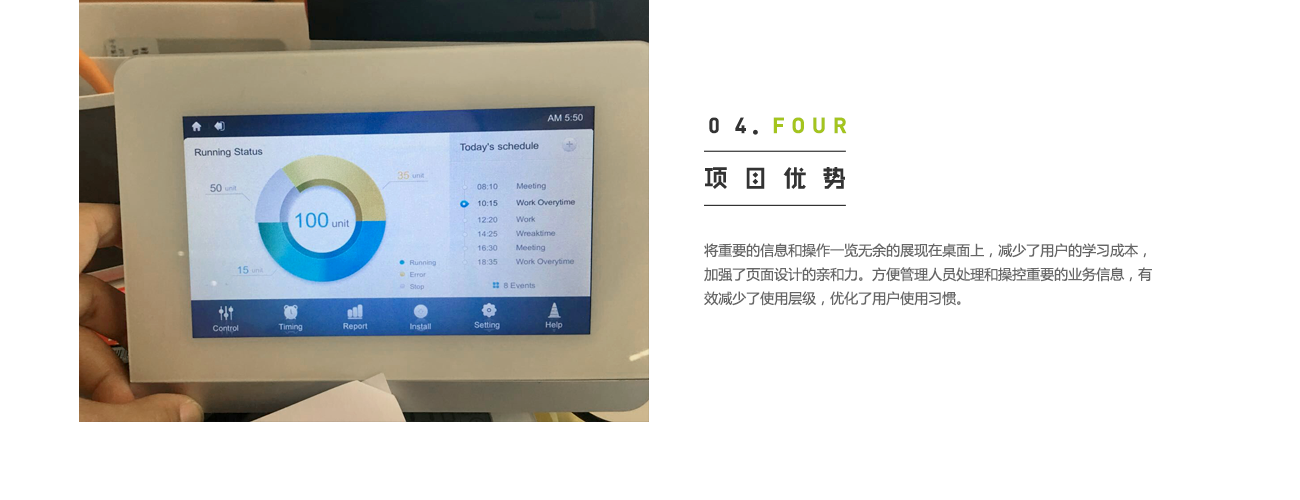 AM 5:50
Running Status
Today's schedule
50 unit
35 unit
100 unit
15 unit
Running
Error
Stop
08:10 Meeting
10:15 Work Overytime
12:20 Work
14:25 Wreaktime
16:30 Meeting
18:35 Work Overytime
8 Events
Control Timing Report Install Setting Help
04. FOUR
项目优势
将重要的信息和操作一览无余的展现在桌面上，减少了用户的学习成本，
加强了页面设计的亲和力。方便管理人员处理和操控重要的业务信息，有
效减少了使用层级，优化了用户使用习惯。